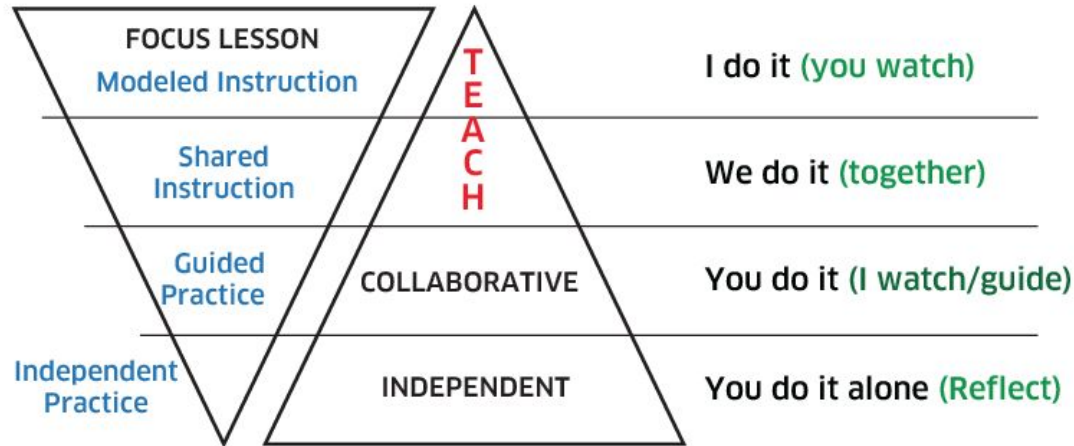 FOCUS LESSON
Modeled Instruction
TEACH
I do it (you watch)
Shared
Instruction
We do it (together)
Guided
Practice
COLLABORATIVE
You do it (I watch/guide)
Independent
Practice
INDEPENDENT
You do it alone (Reflect)